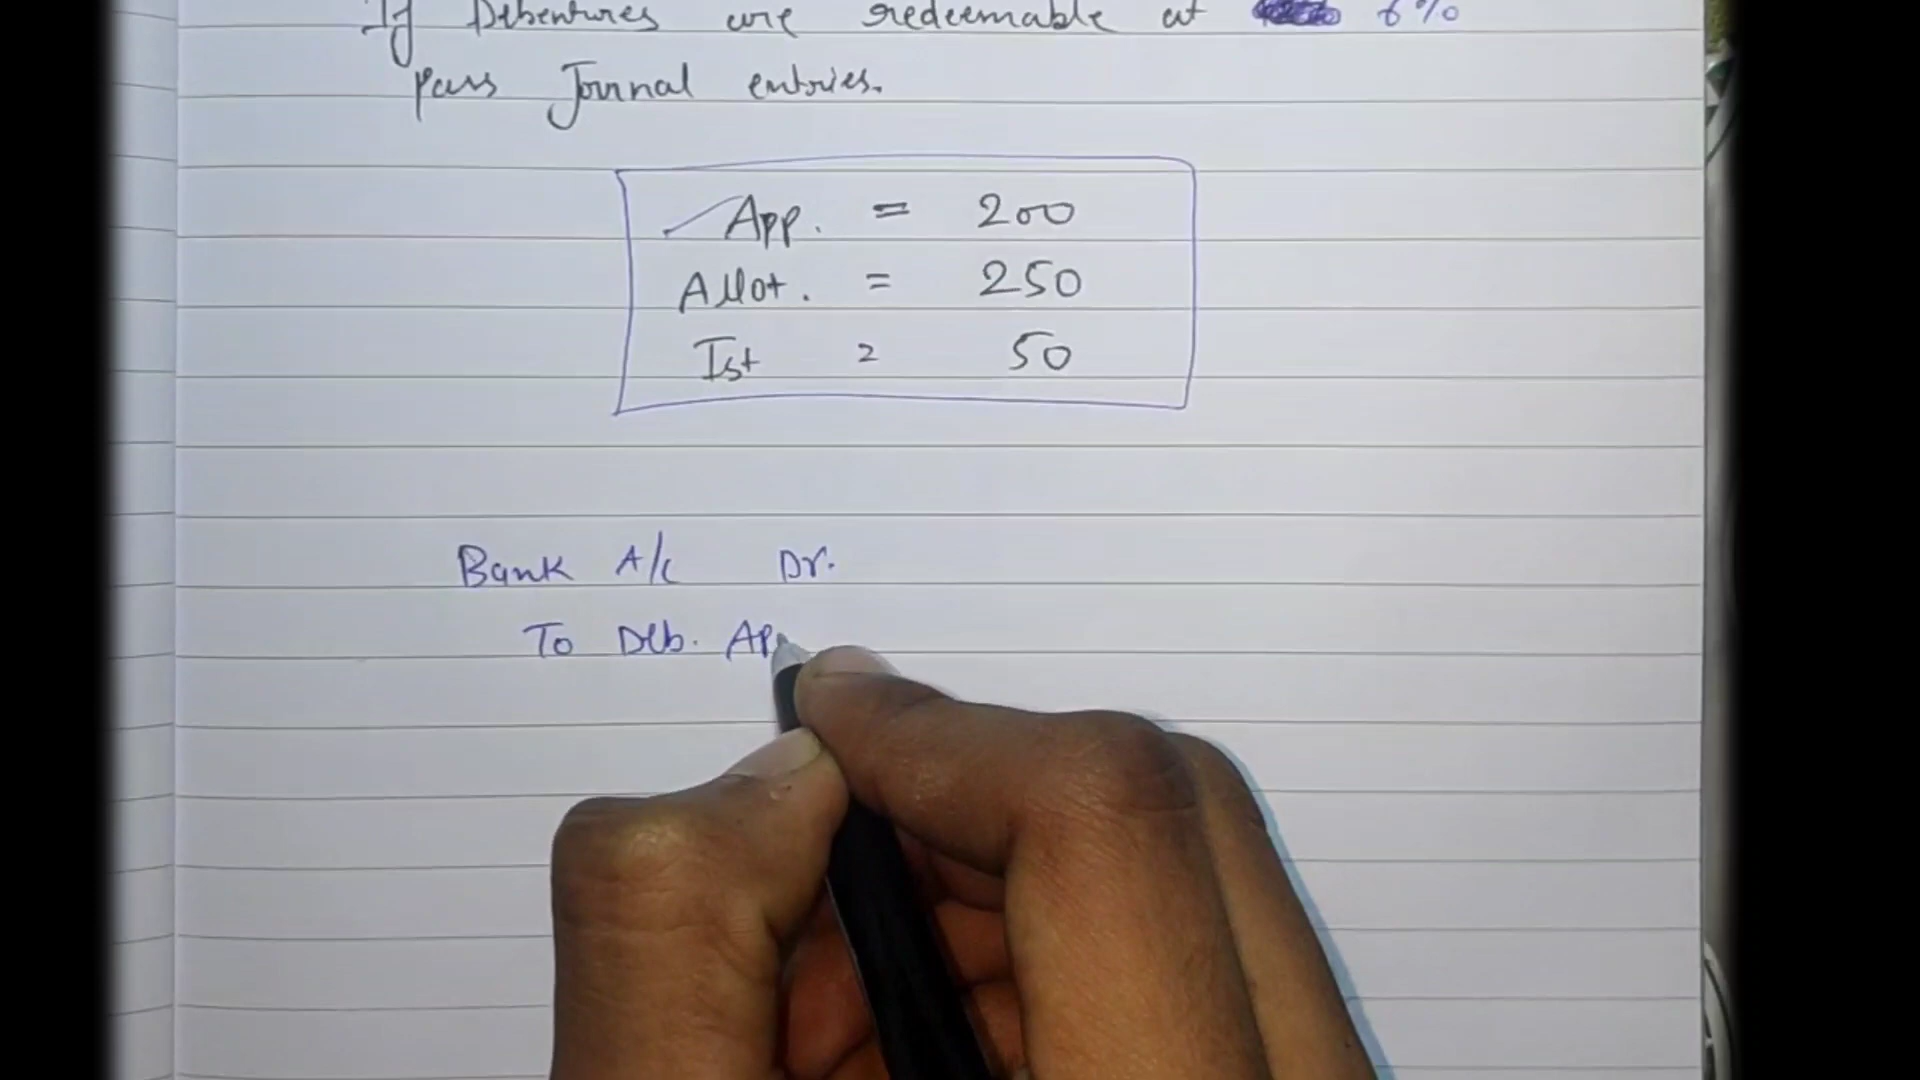 If Debentures are redeemable at 6%
pass Journal entries.
App. = 200
Allot. = 250
Ist = 50
Bank A/c Dr.
To Deb. Ap